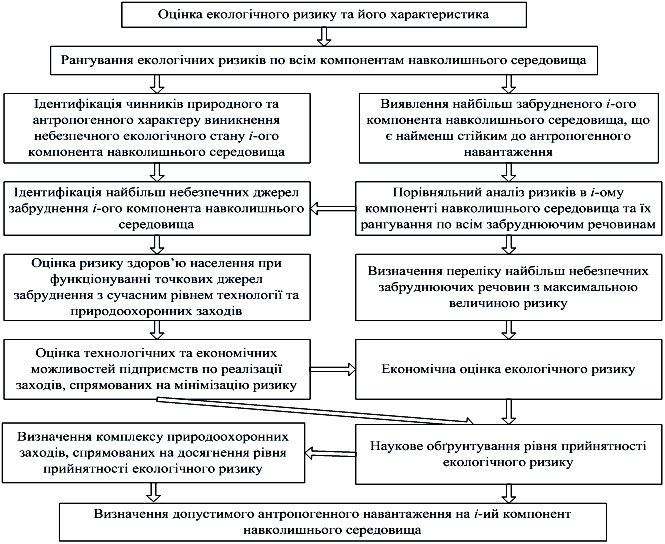 Оцінка екологічного ризику та його характеристика
Рангування екологічних ризиків по всім компонентам навколишнього середовища
Ідентифікація чинників природного та
антропогенного характеру виникнення
небезпечного екологічного стану i-ого
компонента навколишнього середовища
Виявлення найбільш забрудненого i-ого
компонента навколишнього середовища, що
є найменш стійким до антропогенного
навантаження
Ідентифікація найбільш небезпечних джерел
забруднення i-ого компонента навколишнього
середовища
Порівняльний аналіз ризиків в i-ому
компоненті навколишнього середовища та їх
рангування по всім забруднюючим речовинам
Оцінка ризику здоров’ю населення при
функціонуванні точкових джерел
забруднення з сучасним рівнем технології та
природоохоронних заходів
Визначення переліку найбільш небезпечних
забруднюючих речовин з максимальною
величиною ризику
Оцінка технологічних та економічних
можливостей підприємств по реалізації
заходів, спрямованих на мінімізацію ризику
Економічна оцінка екологічного ризику
Визначення комплексу природоохоронних
заходів, спрямованих на досягнення рівня
прийнятності екологічного ризику
Наукове обґрунтування рівня прийнятності
екологічного ризику
Визначення допустимого антропогенного навантаження на i-ий компонент
навколишнього середовища